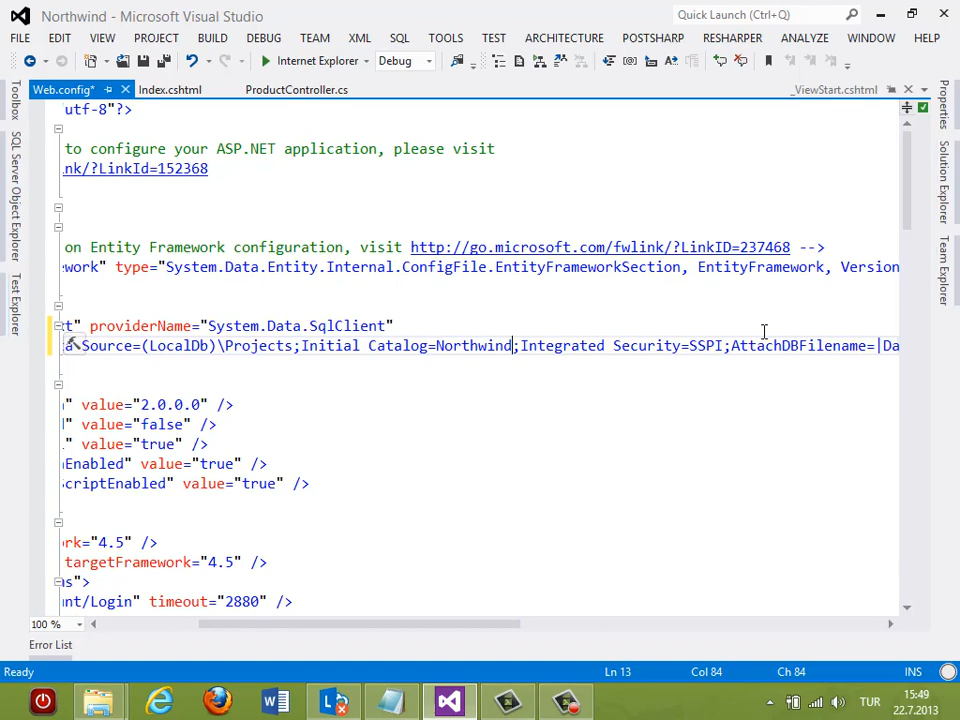 Northwind - Microsoft Visual Studio
Quick Launch (Ctrl+Q)
FILE EDIT VIEW PROJECT BUILD DEBUG TEAM XML SQL TOOLS TEST ARCHITECTURE POSTSHARP RESHARPER ANALYZE WINDOW HELP
Internet Explorer
Debug
Web.config*
Index.cshtml
ProductController.cs
_ViewStart.cshtml
Toolbox
SQL Server Object Explorer
Test Explorer
utf-8"?>
to configure your ASP.NET application, please visit
nk/?LinkId=152368
on Entity Framework configuration, visit http://go.microsoft.com/fwlink/?LinkID=237468 -->
ework" type="System.Data.Entity.Internal.ConfigFile.EntityFrameworkSection, EntityFramework, Version
t" providerName="System.Data.SqlClient"
Source=(LocalDb)\Projects;Initial Catalog=Northwind;Integrated Security=SSPI;AttachDBFilename=|Da
" value="2.0.0.0" />
" value="false" />
" value="true" />
Enabled" value="true" />
criptEnabled" value="true" />
rk="4.5" />
targetFramework="4.5" />
s">
nt/Login" timeout="2880" />
Properties
Solution Explorer
Team Explorer
100 %
Error List
Ready
Ln 13
Col 84
Ch 84
INS
TUR
15:49
22.7.2013